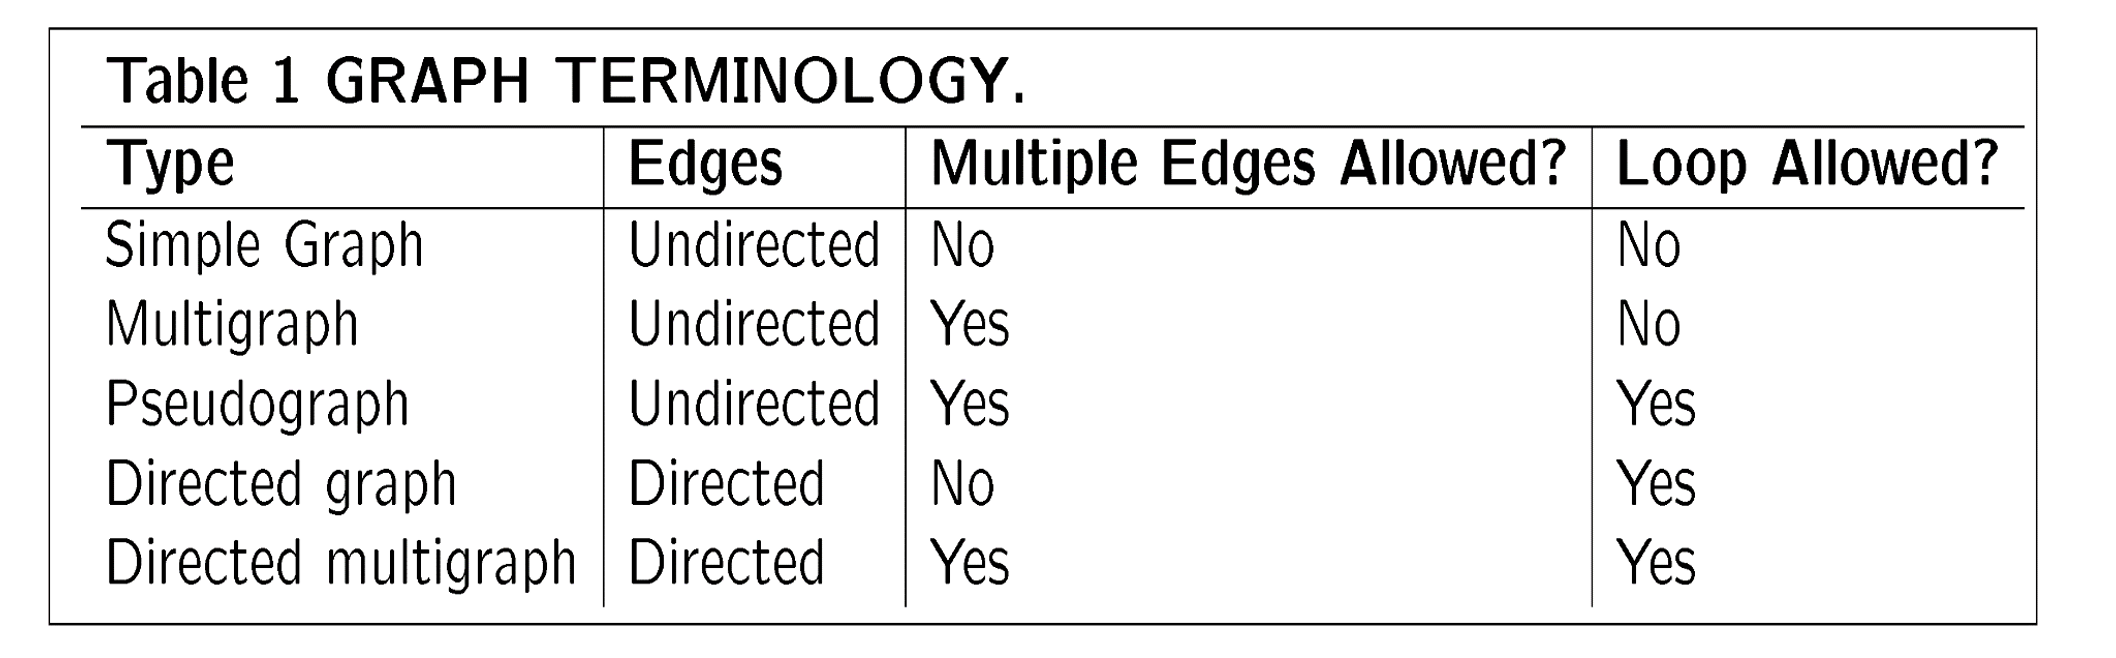 Table 1 GRAPH TERMINOLOGY.
Type Edges Multiple Edges Allowed? Loop Allowed?
Simple Graph Undirected No No
Multigraph Undirected Yes No
Pseudograph Undirected Yes Yes
Directed graph Directed No Yes
Directed multigraph Directed Yes Yes